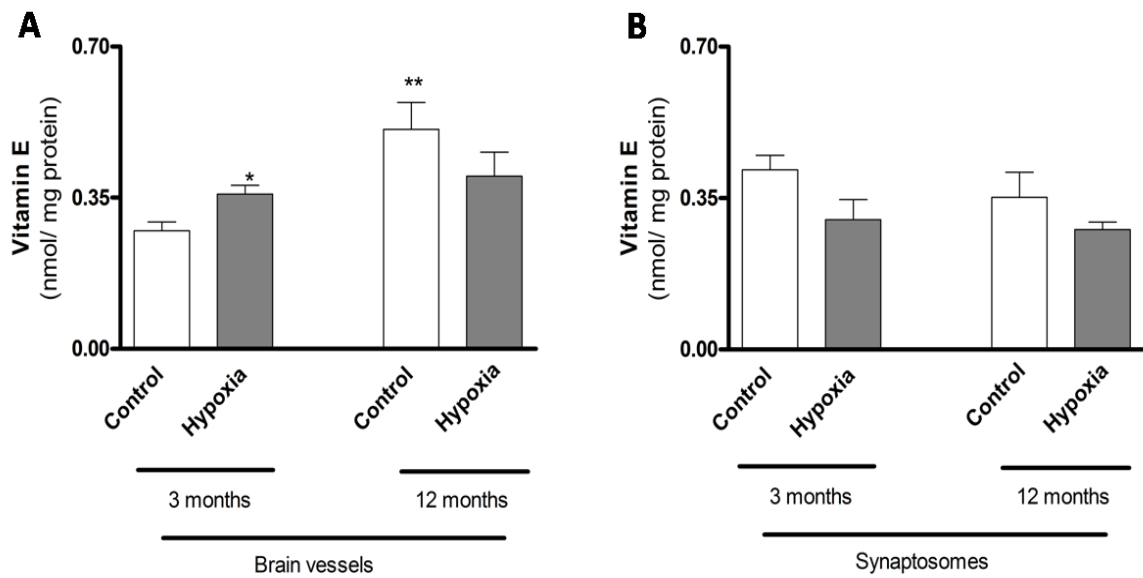 A
Vitamin E
(nmol/ mg protein)
0.70
0.35
0.00
*
**
Control
Hypoxia
Control
Hypoxia
3 months
12 months
Brain vessels
B
Vitamin E
(nmol/ mg protein)
0.70
0.35
0.00
Control
Hypoxia
Control
Hypoxia
3 months
12 months
Synaptosomes